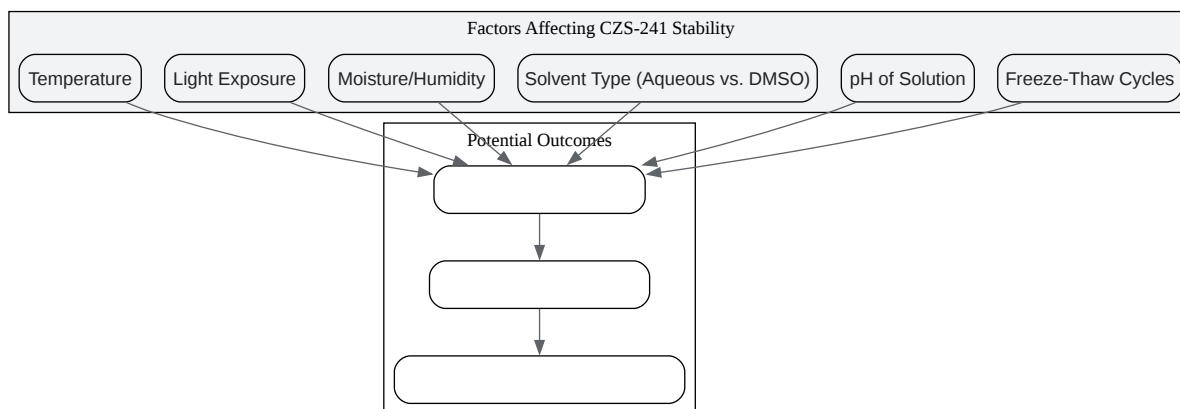 Factors Affecting CZS-241 Stability
Temperature
Light Exposure
Moisture/Humidity
Solvent Type (Aqueous vs. DMSO)
pH of Solution
Freeze-Thaw Cycles
Potential Outcomes